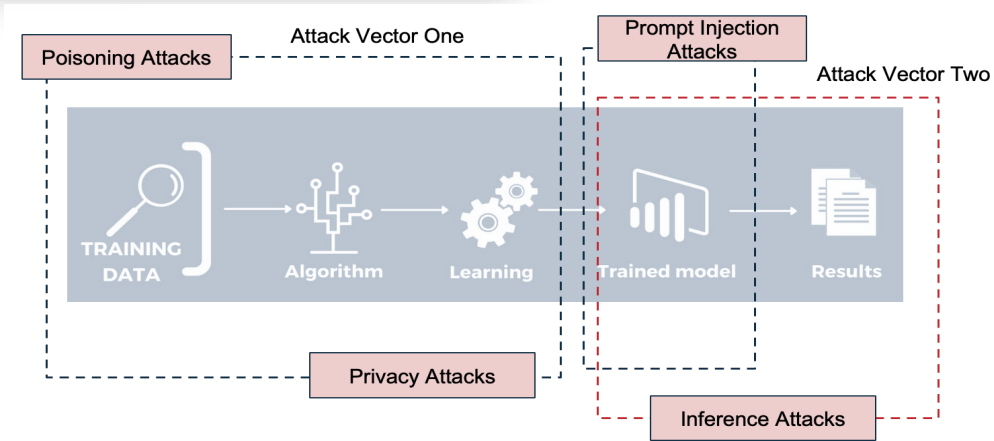 Attack Vector One
Prompt Injection
Attacks
Poisoning Attacks
Attack Vector Two
TRAINING
DATA
Algorithm
Learning
Trained model
Results
Privacy Attacks
Inference Attacks